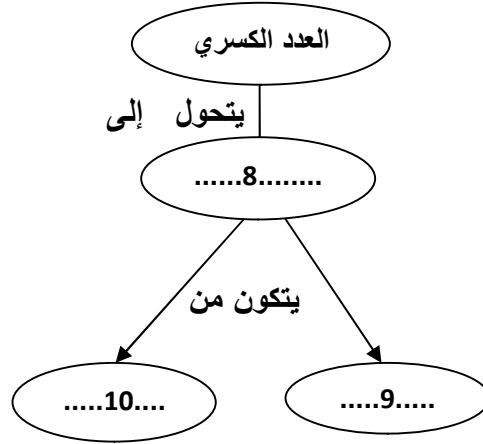 العدد الكسري
يتحول إلى
......8........
يتكون من
.....9.....
.....10....